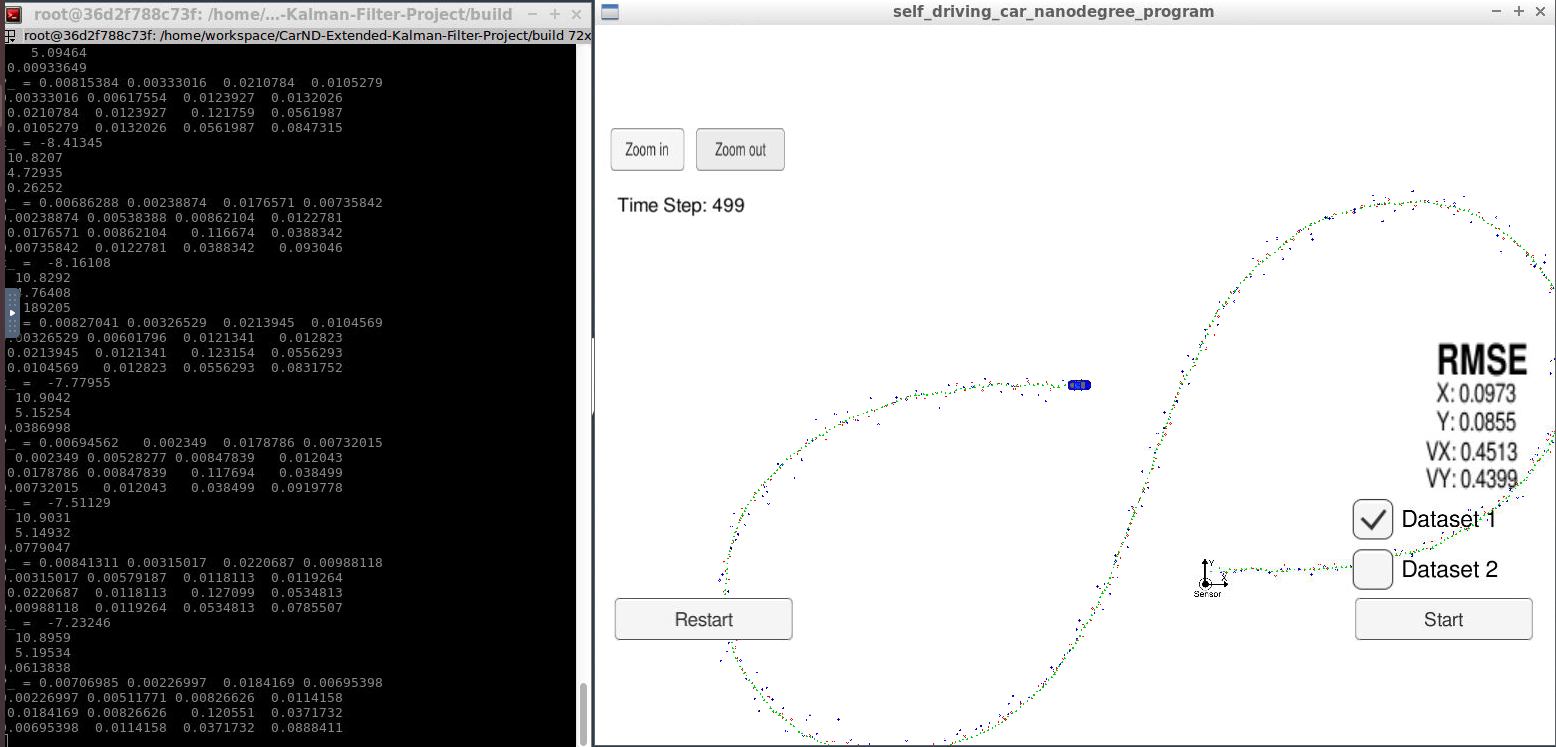 root@36d2f788c73f: /home/...-Kalman-Filter-Project/build
root@36d2f788c73f: /home/workspace/CarND-Extended-Kalman-Filter-Project/build 72x
5.09464
0.00933649
_ = 0.00815384 0.00333016 0.0210784 0.0105279
.00333016 0.00617554 0.0123927 0.0132026
0.0210784 0.0123927 0.121759 0.0561987
0.0105279 0.0132026 0.0561987 0.0847315
_ = -8.41345
10.8207
4.72935
0.26252
_ = 0.00686288 0.00238874 0.0176571 0.00735842
.00238874 0.00538388 0.00862104 0.0122781
0.0176571 0.00862104 0.116674 0.0388342
.00735842 0.0122781 0.0388342 0.093046
_ = -8.16108
10.8292
.76408
189205
= 0.00827041 0.00326529 0.0213945 0.0104569
.00326529 0.00601796 0.0121341 0.012823
0.0213945 0.0121341 0.123154 0.0556293
0.0104569 0.012823 0.0556293 0.0831752
_ = -7.77955
10.9042
5.15254
.0386998
_ = 0.00694562 0.002349 0.0178786 0.00732015
0.002349 0.00528277 0.00847839 0.012043
0.0178786 0.00847839 0.117694 0.038499
.00732015 0.012043 0.038499 0.0919778
_ = -7.51129
10.9031
5.14932
.0779047
_ = 0.00841311 0.00315017 0.0220687 0.00988118
.00315017 0.00579187 0.0118113 0.0119264
0.0220687 0.0118113 0.127099 0.0534813
.00988118 0.0119264 0.0534813 0.0785507
_ = -7.23246
10.8959
5.19534
.0613838
_ = 0.00706985 0.00226997 0.0184169 0.00695398
.00226997 0.00511771 0.00826626 0.0114158
0.0184169 0.00826626 0.120551 0.0371732
.00695398 0.0114158 0.0371732 0.0888411
self_driving_car_nanodegree_program
Zoom in
Zoom out
Time Step: 499
RMSE
X: 0.0973
Y: 0.0855
VX: 0.4513
VY: 0.4399
Dataset 1
Dataset 2
Y
X
Sensor
Restart
Start